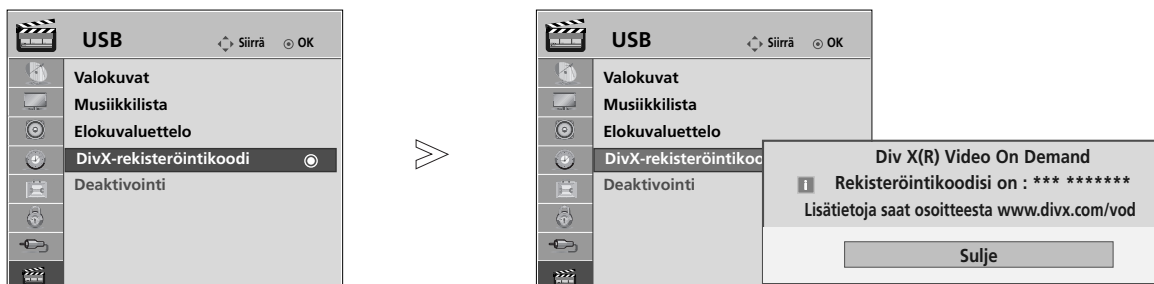 USB Siirrä OK
Valokuvat
Musiikkilista
Elokuvaluettelo
DivX-rekisteröintikoodi
Deaktivointi
USB Siirrä OK
Valokuvat
Musiikkilista
Elokuvaluettelo
DivX-rekisteröintikoo
Deaktivointi
Div X(R) Video On Demand
i Rekisteröintikoodisi on : *** *******
Lisätietoja saat osoitteesta www.divx.com/vod
Sulje